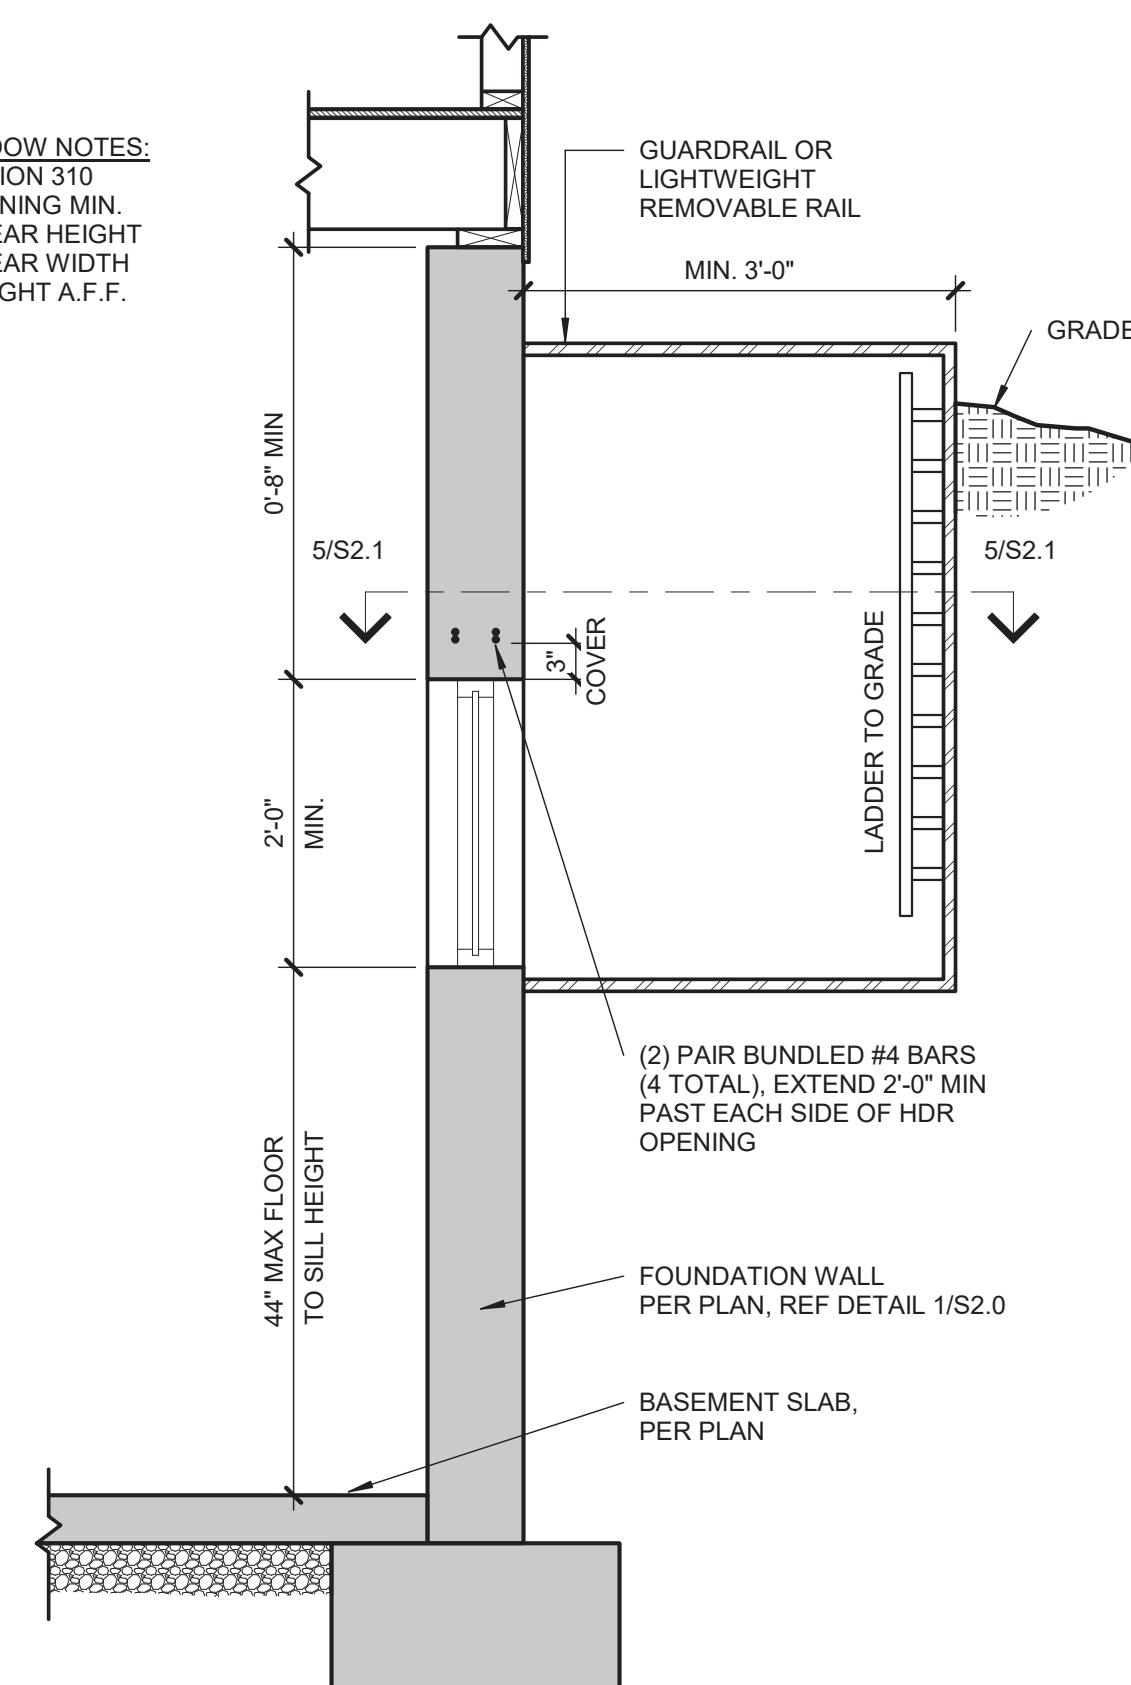 DOW NOTES:
ION 310
NING MIN.
EAR HEIGHT
EAR WIDTH
GHT A.F.F.
GUARDRAIL OR
LIGHTWEIGHT
REMOVABLE RAIL
MIN. 3'-0"
GRADE
0'-8" MIN
5/S2.1
5/S2.1
3"
COVER
LADDER TO GRADE
2'-0"
MIN.
(2) PAIR BUNDLED #4 BARS
(4 TOTAL), EXTEND 2'-0" MIN
PAST EACH SIDE OF HDR
OPENING
44" MAX FLOOR
TO SILL HEIGHT
FOUNDATION WALL
PER PLAN, REF DETAIL 1/S2.0
BASEMENT SLAB,
PER PLAN